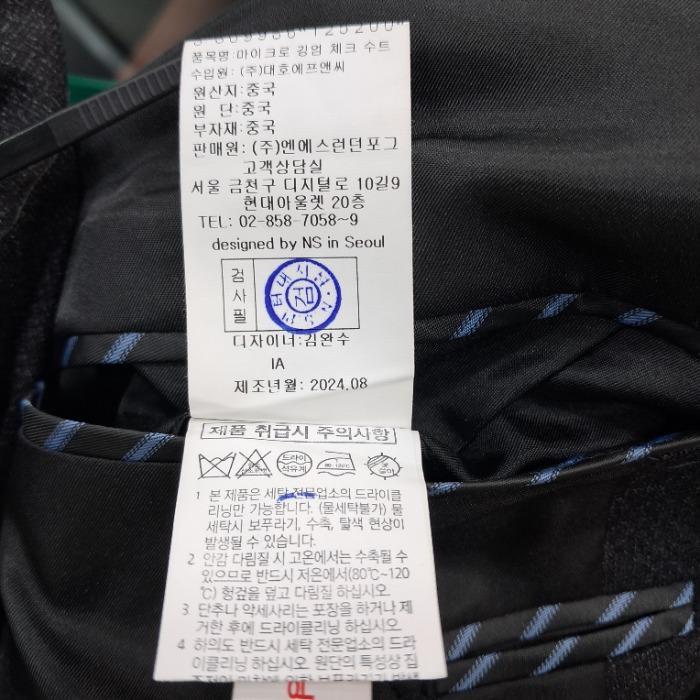 품목명:마이크로 깅엄 체크 수트
수입원: (주)대호에프앤씨
원산지:중국
원 단:중국
부자재:중국
판매원: (주)엔에스런던포그
고객상담실
서울 금천구 디지털로 10길9
현대아울렛 20층
TEL: 02-858-7058~9
designed by NS in Seoul
검
사
필
디자이너:김완수
IA
제조년월: 2024.08
제품 취급시 주의사항
드라이
석유계
80-120℃
1 본 제품은 세탁 전문업소의 드라이클
리닝만 가능합니다. (물세탁불가) 물
세탁시 보푸라기, 수축, 탈색 현상이
발생될 수 있습니다.
2 안감 다림질 시 고온에서는 수축될 수
있으므로 반드시 저온에서(80℃~120
℃) 헝겊을 덮고 다림질 하십시오.
3 단추나 악세사리는 포장을 하거나 제
거한 후에 드라이클리닝 하십시오.
4 하의도 반드시 세탁 전문업소의 드라
이클리닝 하십시오. 원단의 특성상 집